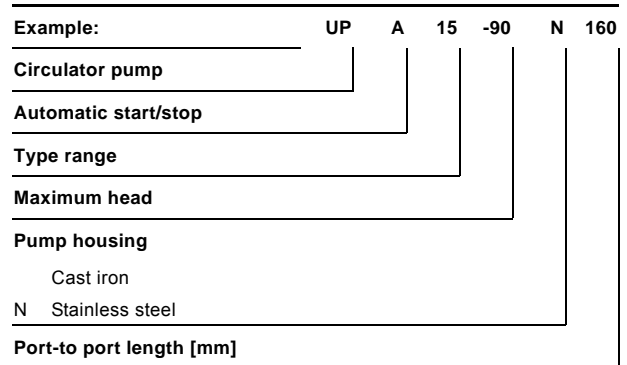 Example: UP A 15 -90 N 160
Circulator pump
Automatic start/stop
Type range
Maximum head
Pump housing
Cast iron
N Stainless steel
Port-to port length [mm]